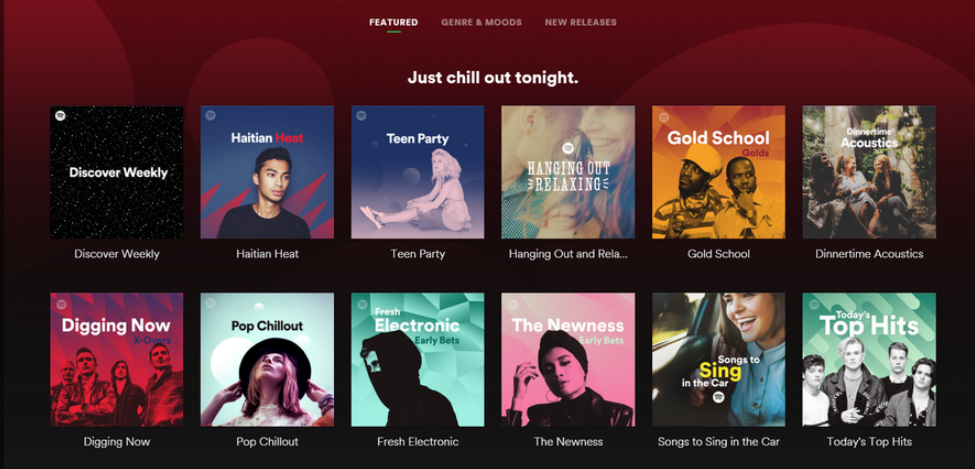 FEATURED GENRE & MOODS NEW RELEASES
Just chill out tonight.
Discover Weekly
Haitian Heat
Teen Party
HANGING OUT
RELAXING
Gold School
Golds
Dinnertime
Acoustics
Discover Weekly
Haitian Heat
Teen Party
Hanging Out and Rela...
Gold School
Dinnertime Acoustics
Digging Now
X-Overs
Pop Chillout
Fresh
Electronic
Early Bets
The Newness
Early Bets
Songs to
Sing
in the Car
Today's
Top Hits
Digging Now
Pop Chillout
Fresh Electronic
The Newness
Songs to Sing in the Car
Today's Top Hits